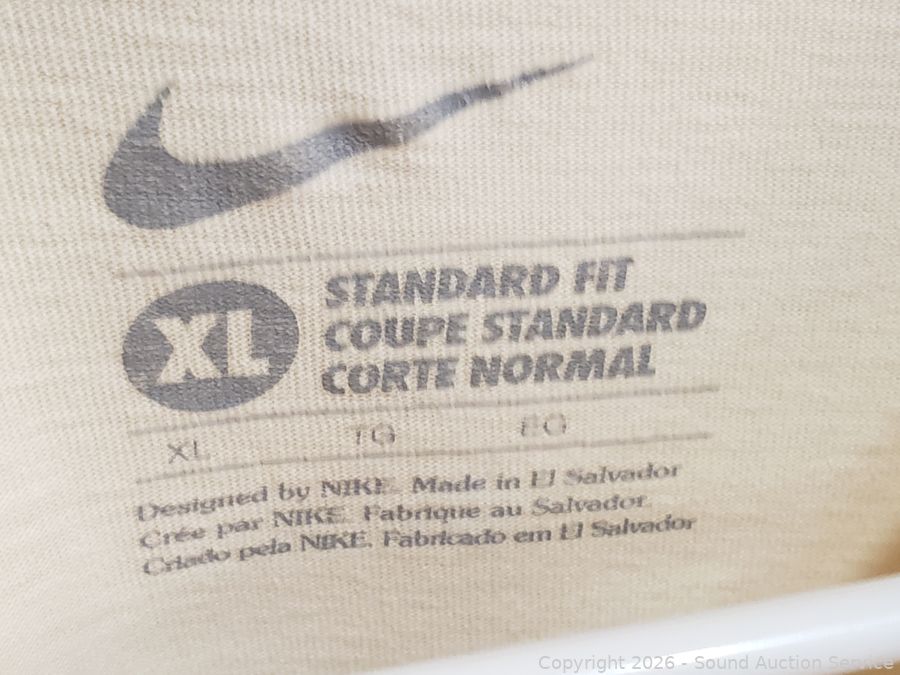 XL
STANDARD FIT
COUPE STANDARD
CORTE NORMAL
XL TG EG
Designed by NIKE. Made in El Salvador
Crée par NIKE. Fabrique au Salvador
Criado pela NIKE. Fabricado em El Salvador
Copyright 2026 - Sound Auction Service